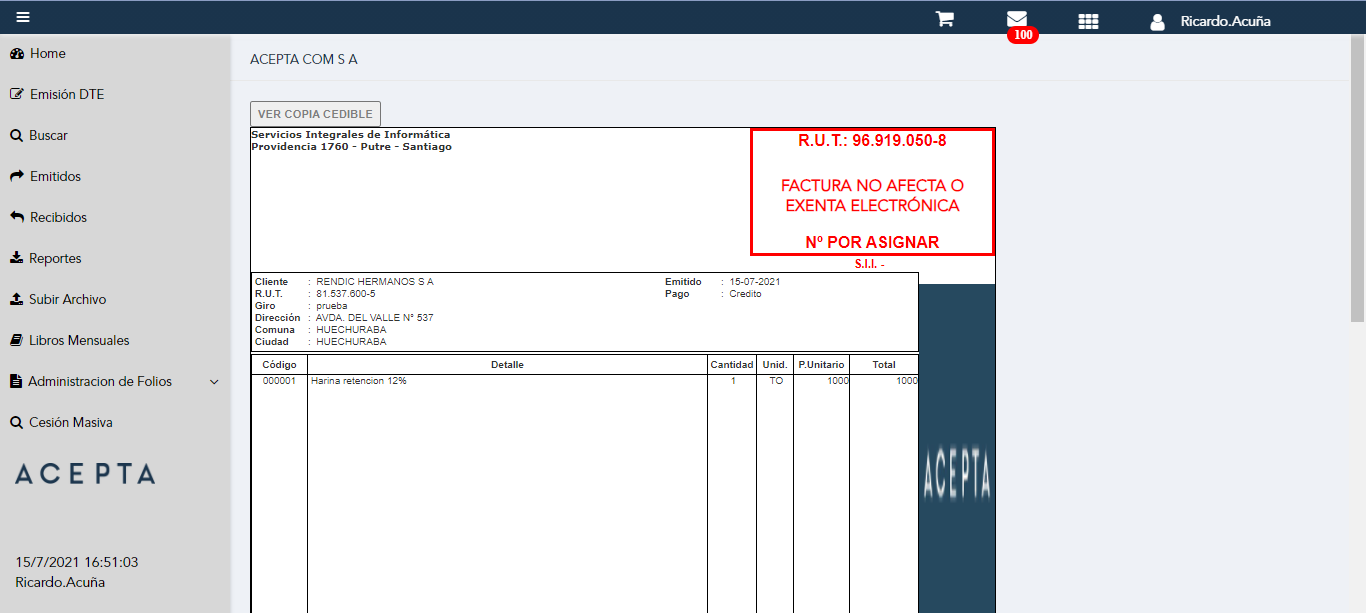 Ricardo.Acuña
100
Home
Emisión DTE
Buscar
Emitidos
Recibidos
Reportes
Subir Archivo
Libros Mensuales
Administracion de Folios
Cesión Masiva
ACEPTA
15/7/2021 16:51:03
Ricardo.Acuña
ACEPTA COM S A
VER COPIA CEDIBLE
Servicios Integrales de Informática
Providencia 1760 - Putre - Santiago
R.U.T.: 96.919.050-8
FACTURA NO AFECTA O
EXENTA ELECTRÓNICA
Nº POR ASIGNAR
S.I.I. -
Cliente : RENDIC HERMANOS S A Emitido : 15-07-2021
R.U.T. : 81.537.600-5 Pago : Credito
Giro : prueba
Dirección : AVDA. DEL VALLE N° 537
Comuna : HUECHURABA
Ciudad : HUECHURABA
Código Detalle Cantidad Unid. P.Unitario Total
000001 Harina retencion 12% 1 TO 1000 1000
ACEPTA